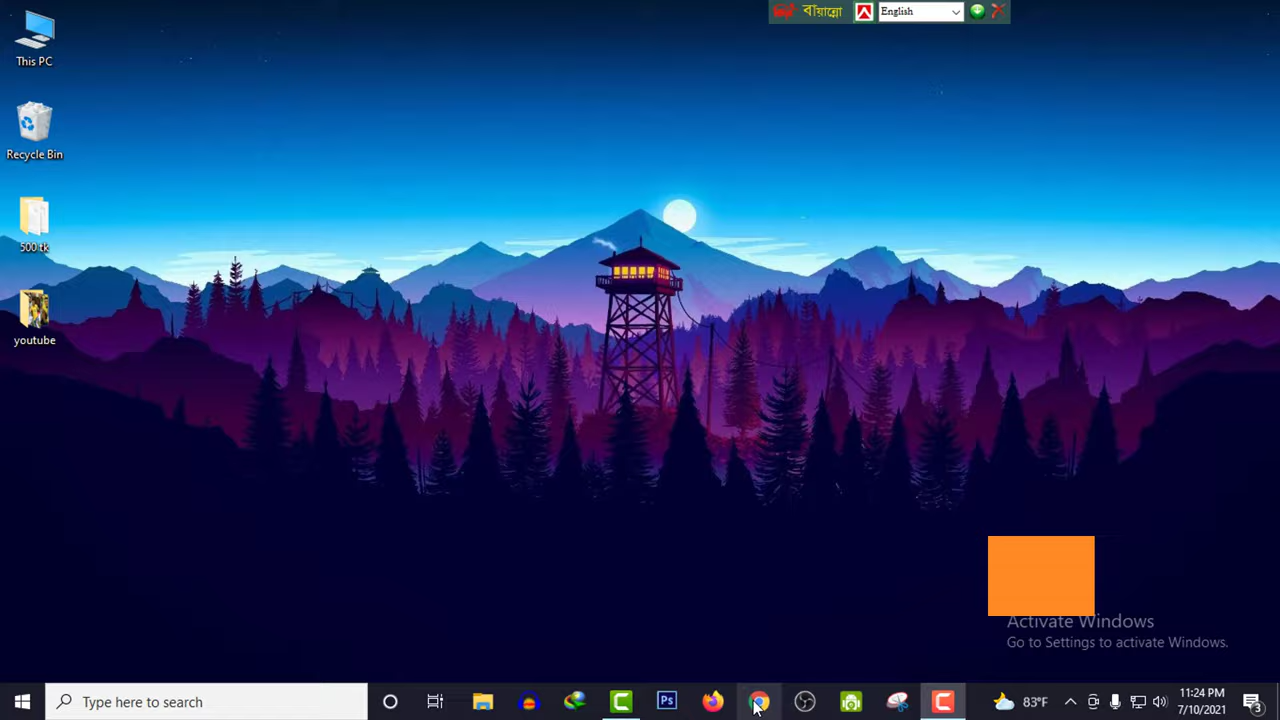 বায়ান্নো
English
This PC
Recycle Bin
500 tk
youtube
Activate Windows
Go to Settings to activate Windows.
Type here to search
Ps
83°F
11:24 PM
7/10/2021
3